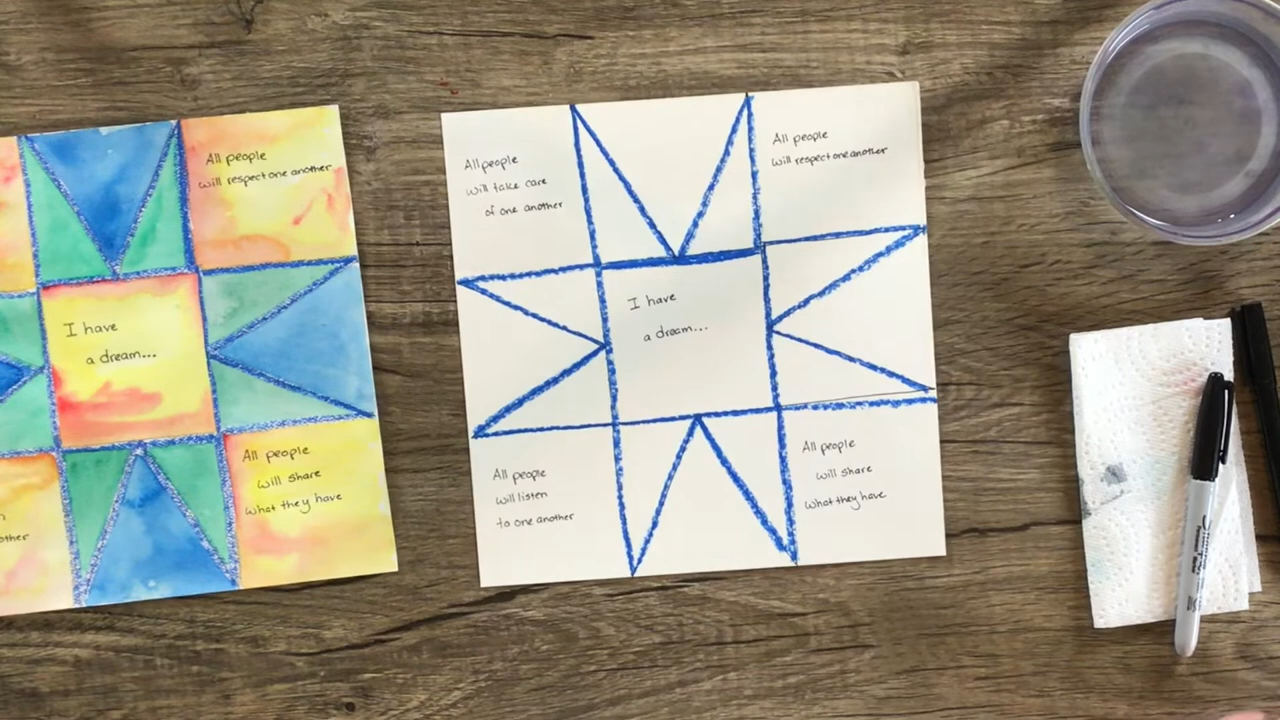 All people
will respect one another
I have
a dream...
All people
will share
what they have
other
All people
will take care
of one another
All people
will respect one another
I have
a dream...
All people
will listen
to one another
All people
will share
what they have
Sharpie